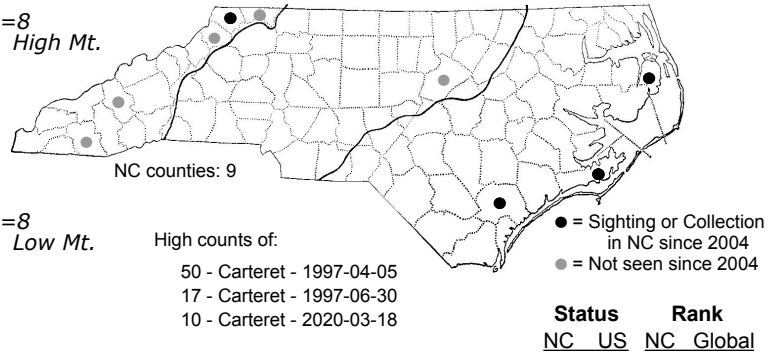 =8
High Mt.
NC counties: 9
=8
Low Mt.
High counts of:
50 - Carteret - 1997-04-05
17 - Carteret - 1997-06-30
10 - Carteret - 2020-03-18
= Sighting or Collection
in NC since 2004
= Not seen since 2004
Status Rank
NC US NC Global